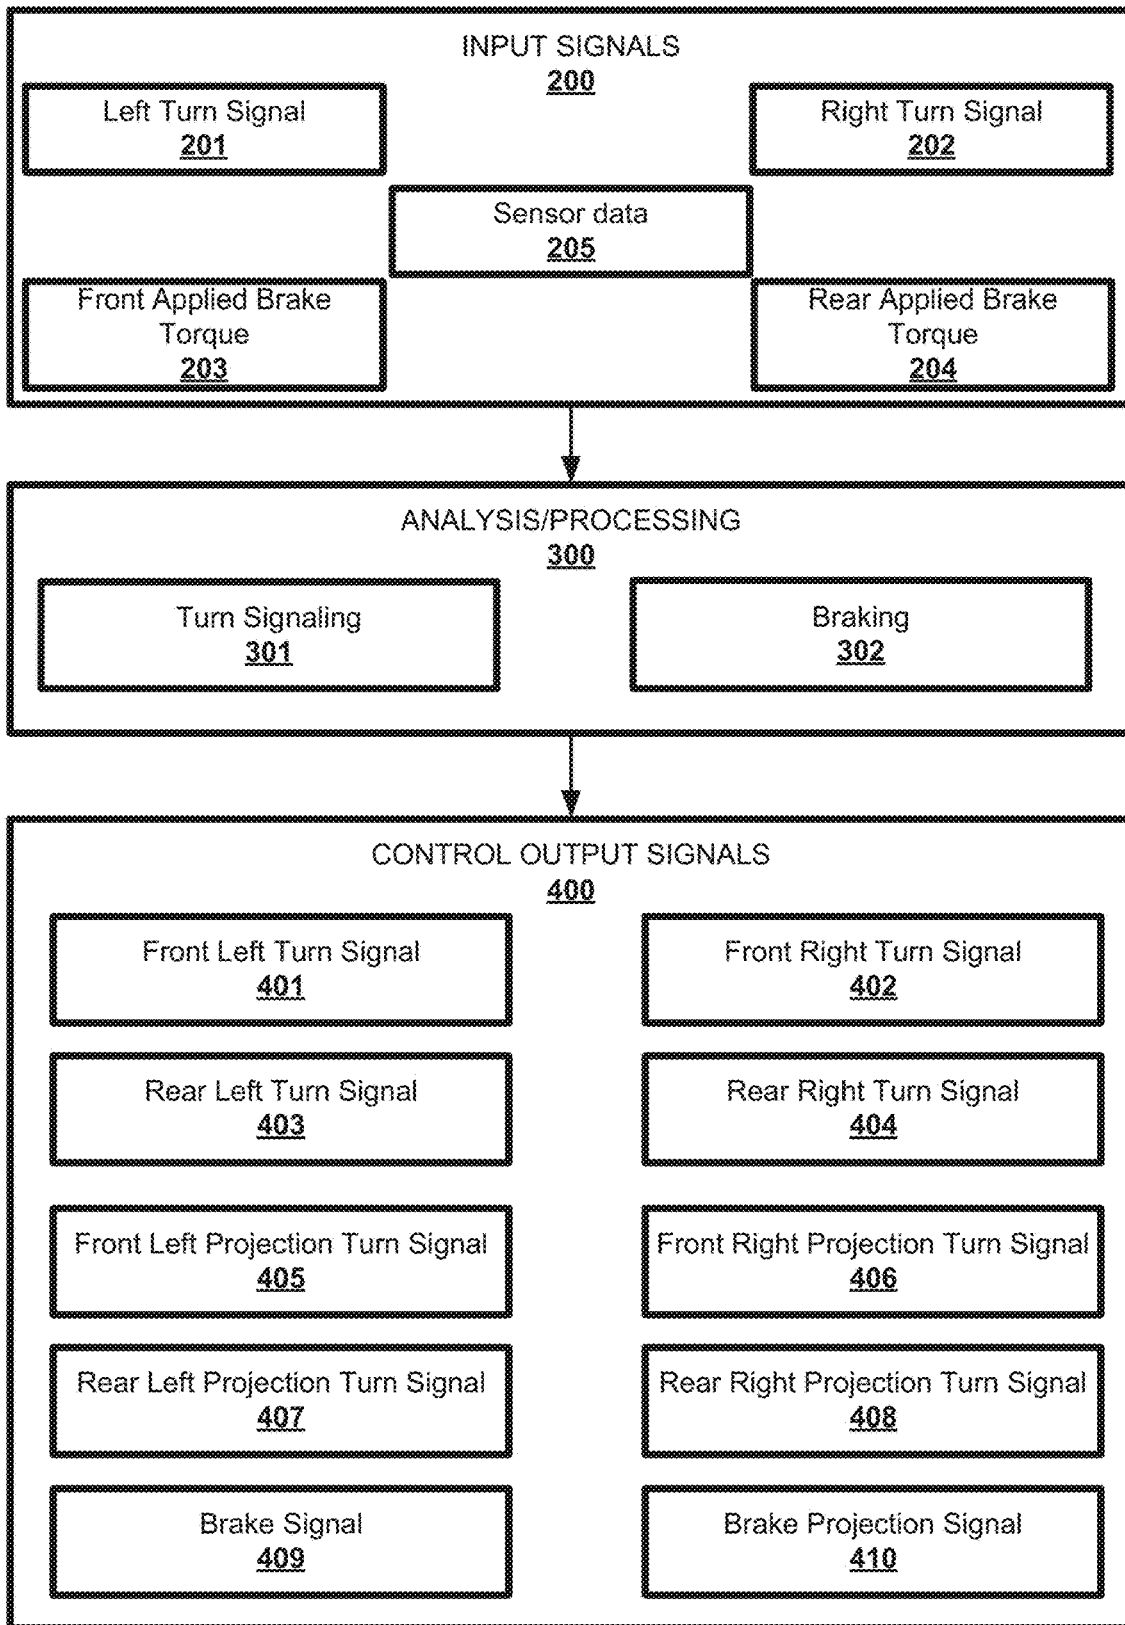 INPUT SIGNALS
200
Left Turn Signal
201
Right Turn Signal
202
Sensor data
205
Front Applied Brake
Torque
203
Rear Applied Brake
Torque
204
ANALYSIS/PROCESSING
300
Turn Signaling
301
Braking
302
CONTROL OUTPUT SIGNALS
400
Front Left Turn Signal
401
Front Right Turn Signal
402
Rear Left Turn Signal
403
Rear Right Turn Signal
404
Front Left Projection Turn Signal
405
Front Right Projection Turn Signal
406
Rear Left Projection Turn Signal
407
Rear Right Projection Turn Signal
408
Brake Signal
409
Brake Projection Signal
410